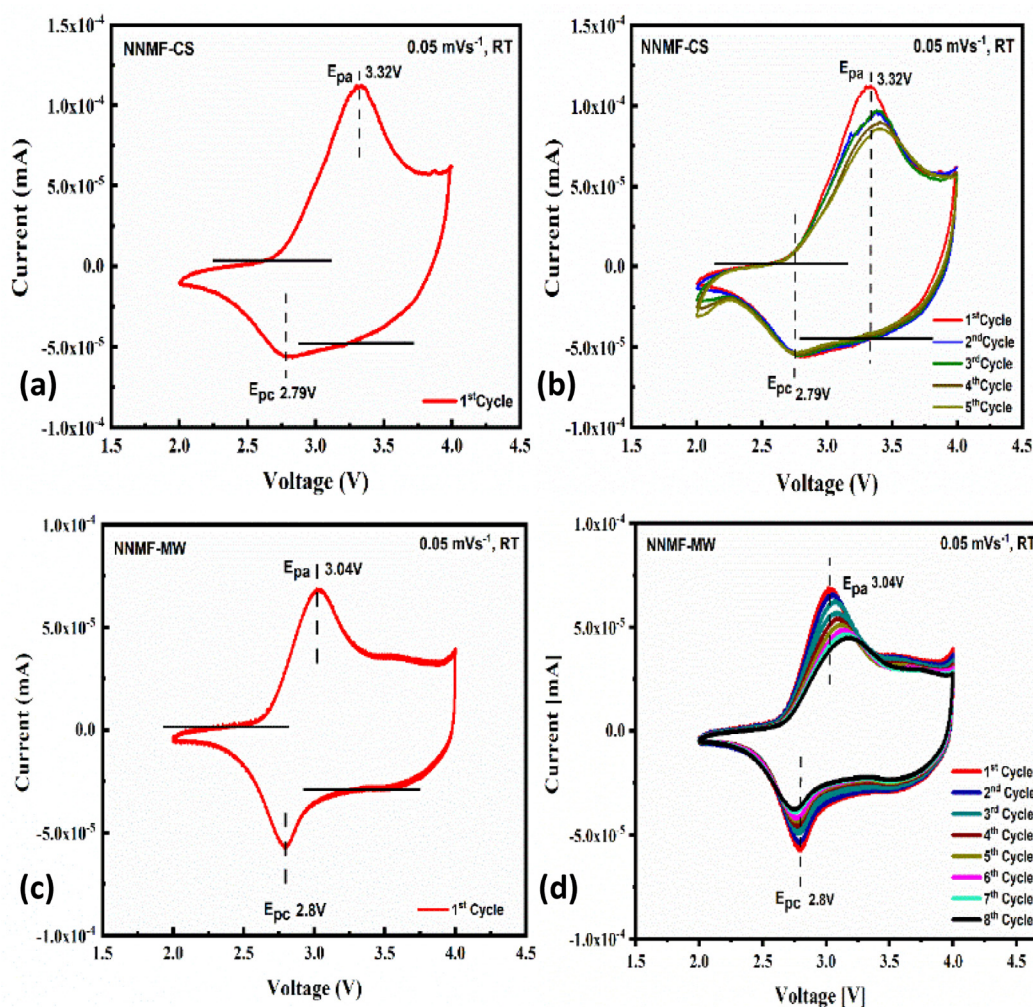 NNMF-CS 0.05 mVs⁻¹, RT
Epa 3.32V
1.5x10⁻⁴
1.0x10⁻⁴
5.0x10⁻⁵
0.0
-5.0x10⁻⁵
-1.0x10⁻⁴
Current (mA)
(a)
Epc 2.79V
1ˢᵗCycle
1.5 2.0 2.5 3.0 3.5 4.0 4.5
Voltage (V)
NNMF-CS 0.05 mVs⁻¹, RT
Epa 3.32V
1.5x10⁻⁴
1.0x10⁻⁴
5.0x10⁻⁵
0.0
-5.0x10⁻⁵
-1.0x10⁻⁴
Current (mA)
(b)
Epc 2.79V
1ˢᵗCycle
2ⁿᵈCycle
3ʳᵈCycle
4ᵗʰCycle
5ᵗʰCycle
1.5 2.0 2.5 3.0 3.5 4.0 4.5
Voltage (V)
NNMF-MW 0.05 mVs⁻¹, RT
Epa 3.04V
1.0x10⁻⁴
5.0x10⁻⁵
0.0
-5.0x10⁻⁵
-1.0x10⁻⁴
Current (mA)
(c)
Epc 2.8V
1ˢᵗ Cycle
1.5 2.0 2.5 3.0 3.5 4.0 4.5
Voltage (V)
NNMF-MW 0.05 mVs⁻¹, RT
Epa 3.04V
1.0x10⁻⁴
5.0x10⁻⁵
0.0
-5.0x10⁻⁵
-1.0x10⁻⁴
Current [mA]
(d)
Epc 2.8V
1ˢᵗ Cycle
2ⁿᵈ Cycle
3ʳᵈ Cycle
4ᵗʰ Cycle
5ᵗʰ Cycle
6ᵗʰ Cycle
7ᵗʰ Cycle
8ᵗʰ Cycle
1.5 2.0 2.5 3.0 3.5 4.0 4.5
Voltage [V]